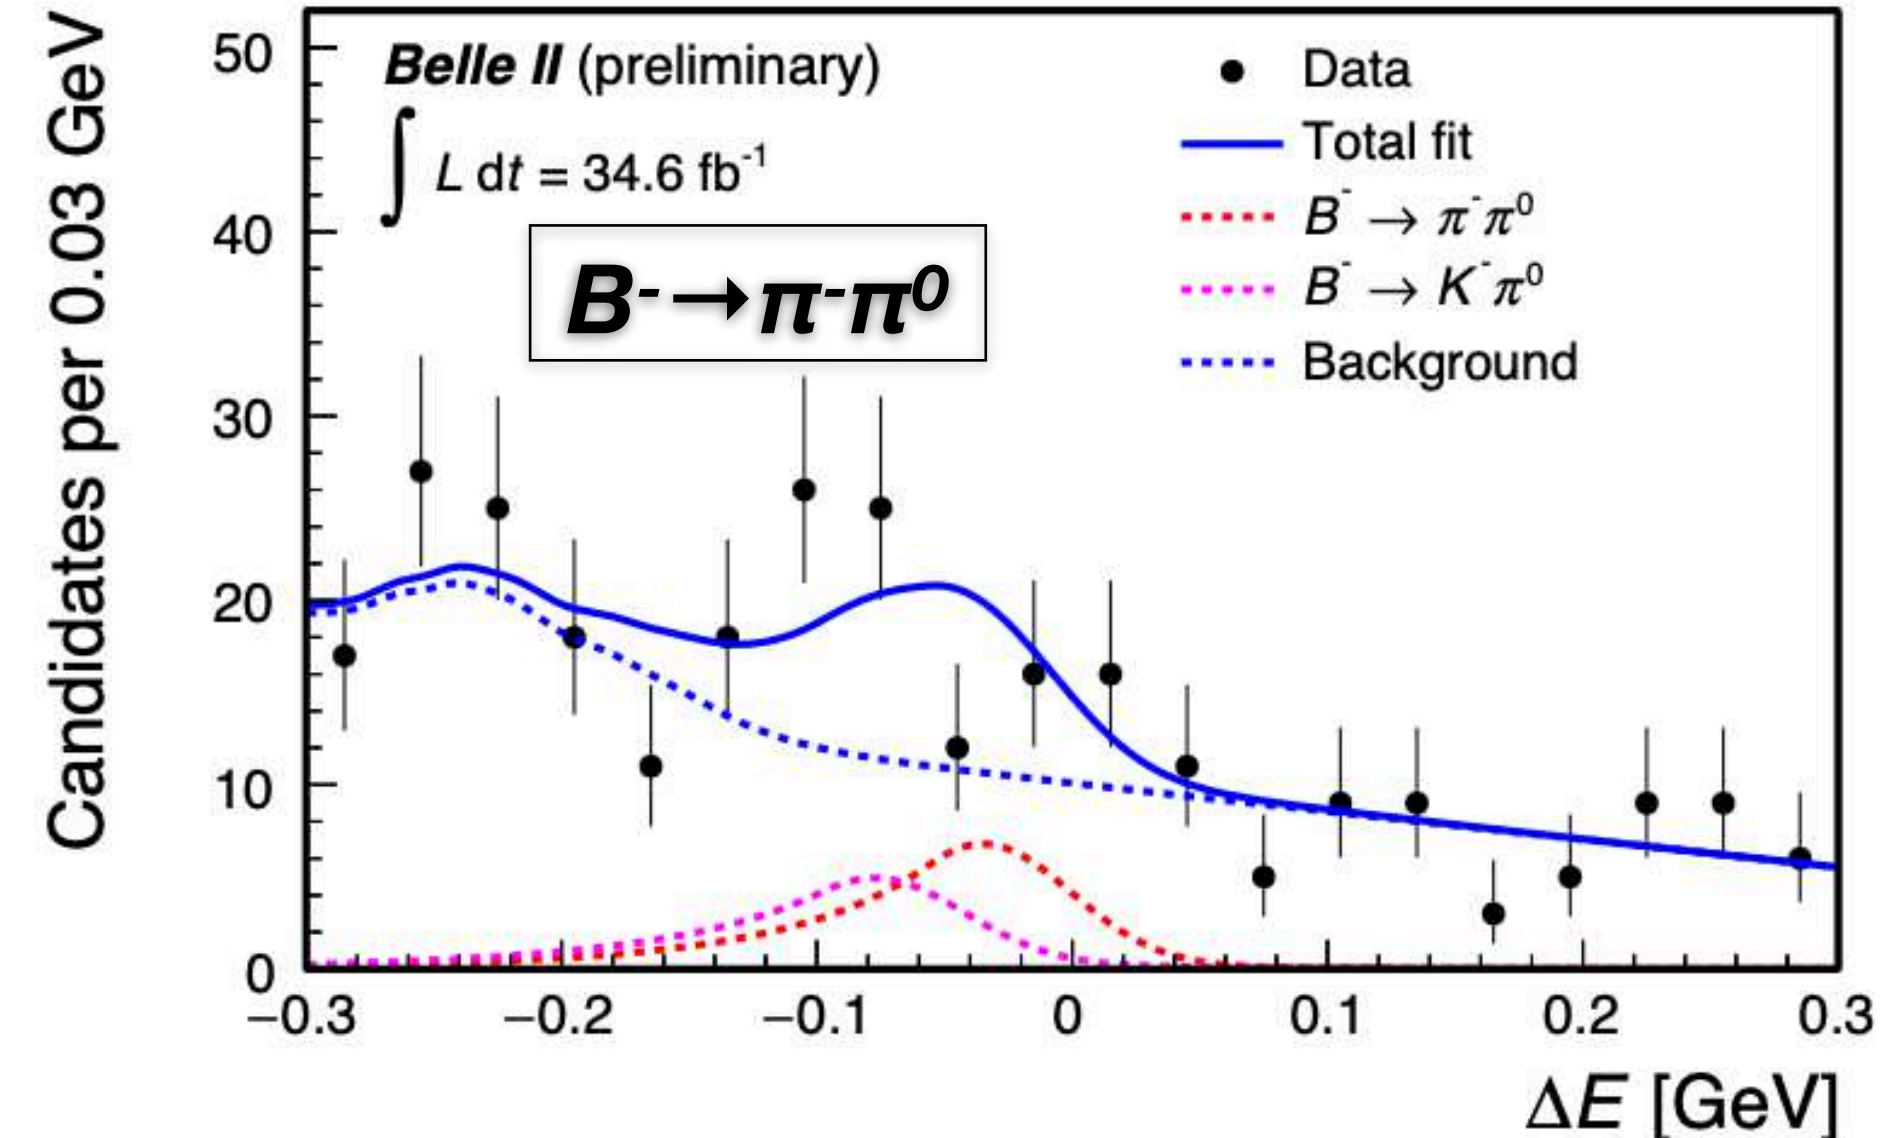 Candidates per 0.03 GeV
50
40
30
20
10
0
Belle II (preliminary)
∫ L dt = 34.6 fb⁻¹
B⁻→π⁻π⁰
Data
Total fit
B⁻ → π⁻π⁰
B⁻ → K⁻π⁰
Background
−0.3 −0.2 −0.1 0 0.1 0.2 0.3
ΔE [GeV]